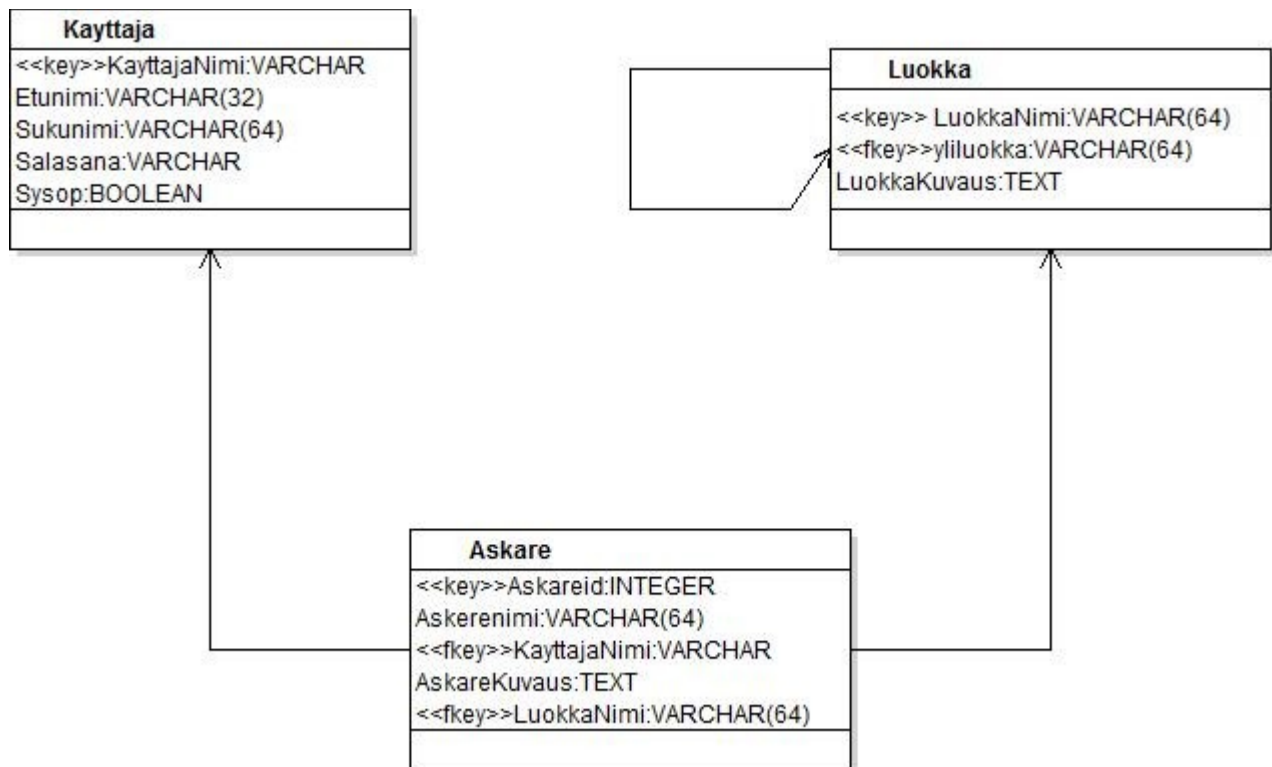 Kayttaja
<<key>>KayttajaNimi:VARCHAR
Etunimi:VARCHAR(32)
Sukunimi:VARCHAR(64)
Salasana:VARCHAR
Sysop:BOOLEAN
Luokka
<<key>> LuokkaNimi:VARCHAR(64)
<<fkey>>yliluokka:VARCHAR(64)
LuokkaKuvaus:TEXT
Askare
<<key>>Askareid:INTEGER
Askerenimi:VARCHAR(64)
<<fkey>>KayttajaNimi:VARCHAR
AskareKuvaus:TEXT
<<fkey>>LuokkaNimi:VARCHAR(64)